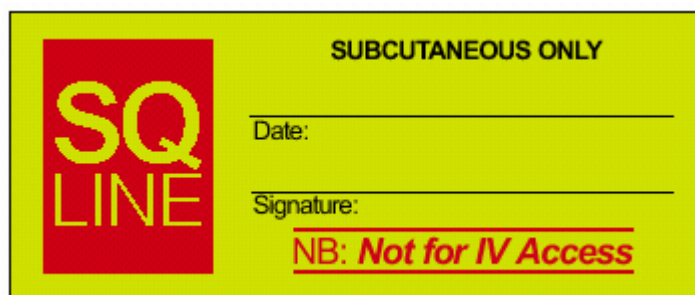 SQ
LINE
SUBCUTANEOUS ONLY
Date:
Signature:
NB: Not for IV Access